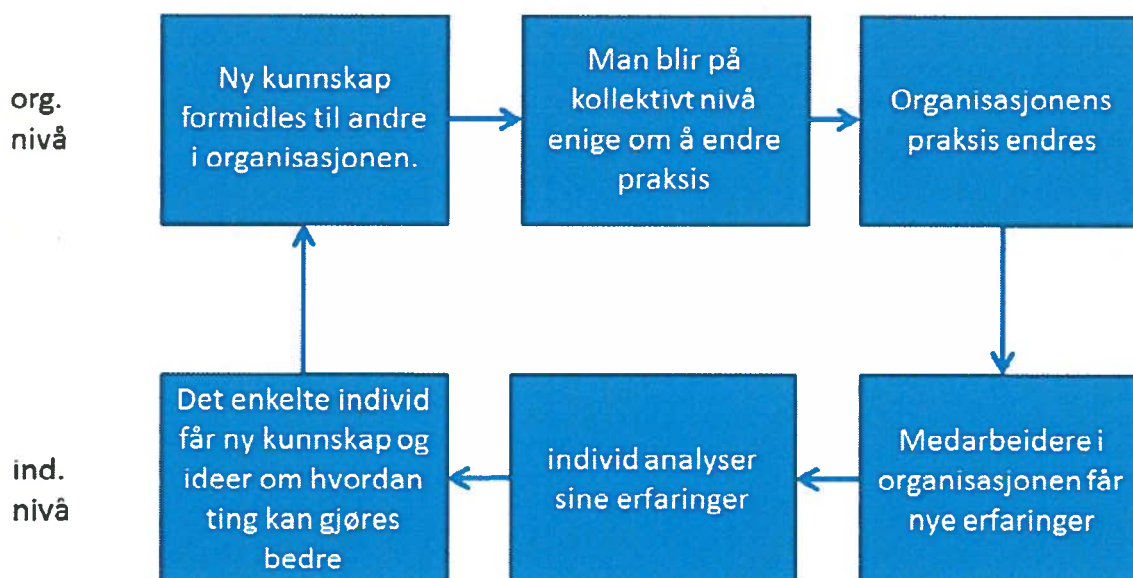 org.
nivå
Ny kunnskap
formidles til andre
i organisasjonen.
Man blir på
kollektivt nivå
enige om å endre
praksis
Organisasjonens
praksis endres
ind.
nivå
Det enkelte individ
får ny kunnskap og
ideer om hvordan
ting kan gjøres
bedre
individ analyser
sine erfaringer
Medarbeidere i
organisasjonen får
nye erfaringer